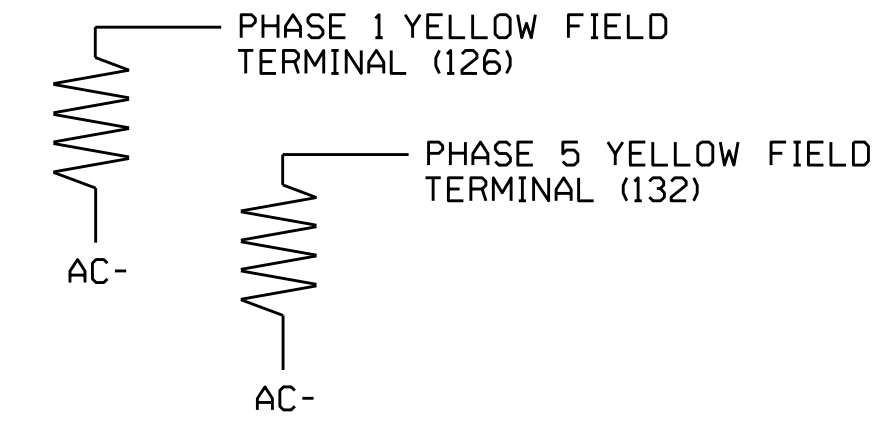 PHASE 1 YELLOW FIELD
TERMINAL (126)
AC-
PHASE 5 YELLOW FIELD
TERMINAL (132)
AC-